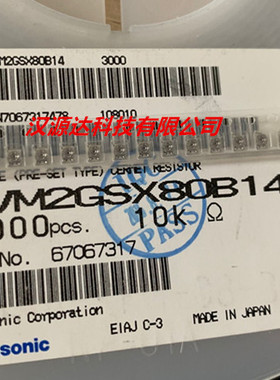 M2GSX80B14 3000
47067317478 108010
汉源达科技有限公司
(PRE-SET TYPE) CERMET RESISTOR
VM2GSX80B14
000pcs. 10k Ω
No. 67067317
PASS
nic Corporation
EIAJ C-3 MADE IN JAPAN
sonic